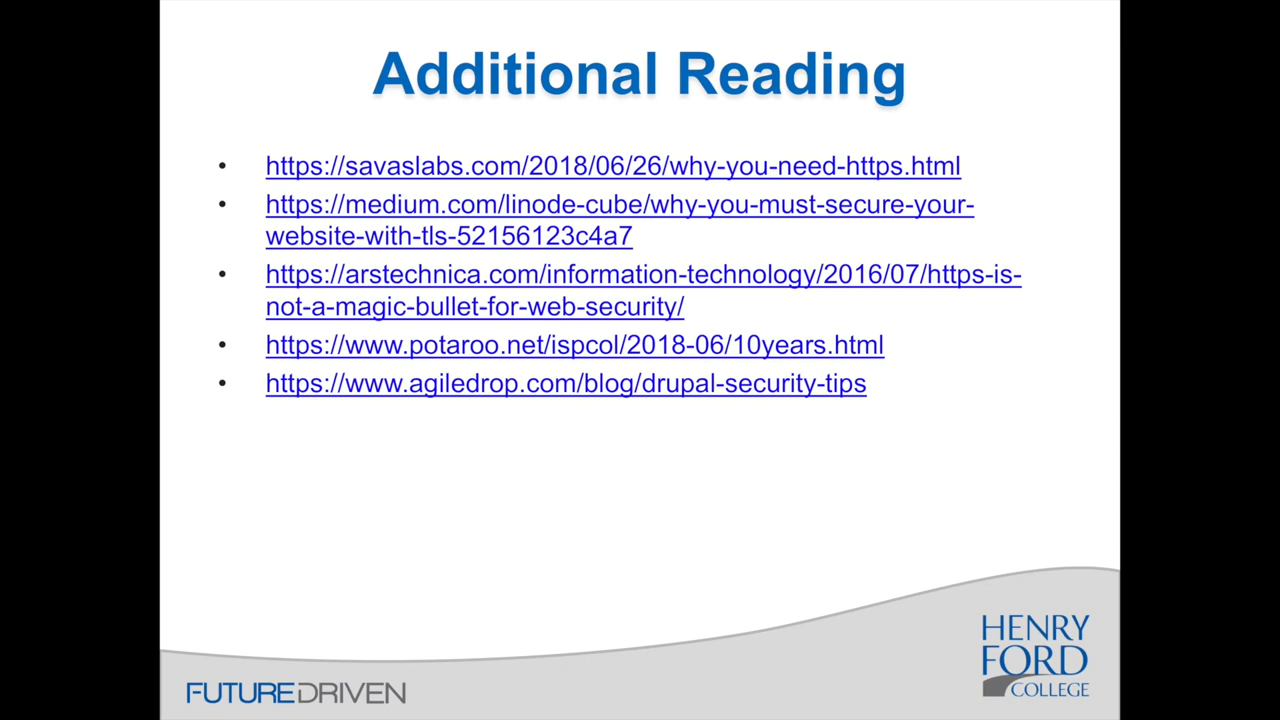 Additional Reading
• https://savaslabs.com/2018/06/26/why-you-need-https.html
• https://medium.com/linode-cube/why-you-must-secure-your-
website-with-tls-52156123c4a7
• https://arstechnica.com/information-technology/2016/07/https-is-
not-a-magic-bullet-for-web-security/
• https://www.potaroo.net/ispcol/2018-06/10years.html
• https://www.agiledrop.com/blog/drupal-security-tips
FUTUREDRIVEN
HENRY
FORD
COLLEGE